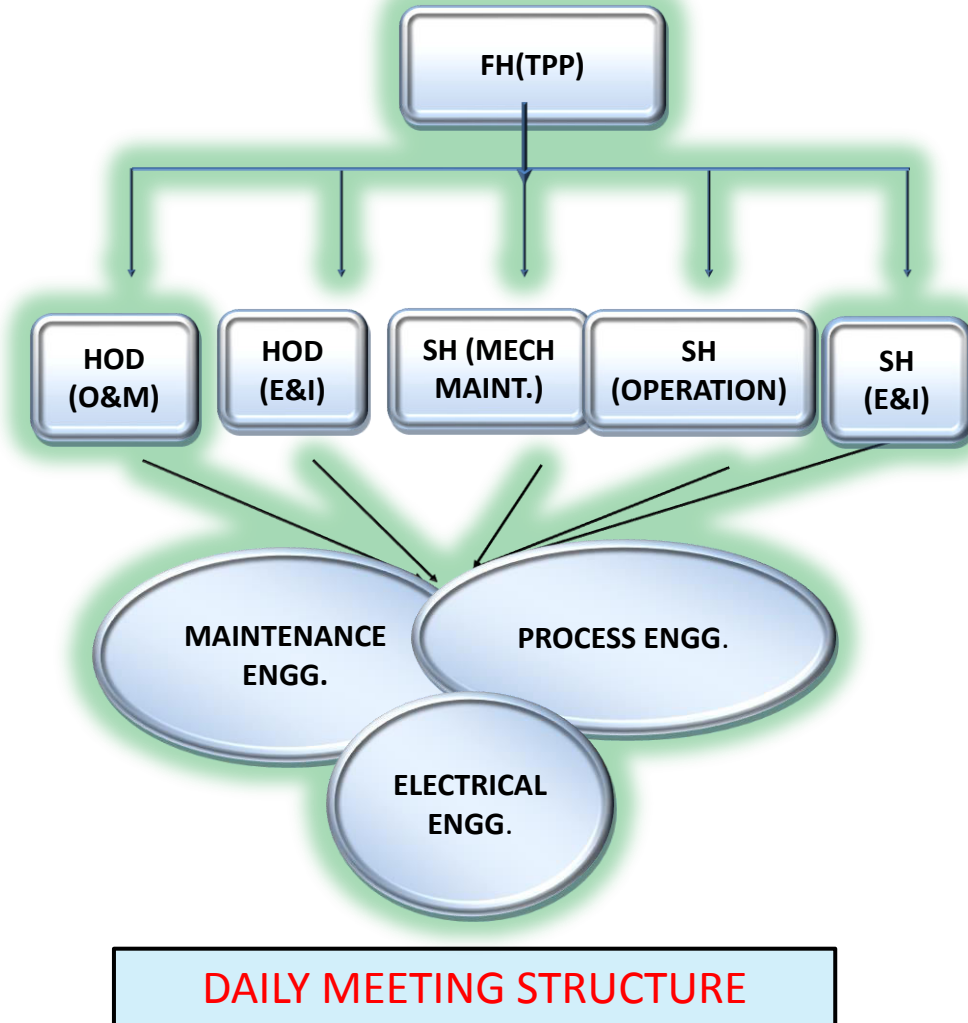 FH(TPP)
HOD
(O&M)
HOD
(E&I)
SH (MECH
MAINT.)
SH
(OPERATION)
SH
(E&I)
MAINTENANCE
ENGG.
PROCESS ENGG.
ELECTRICAL
ENGG.
DAILY MEETING STRUCTURE